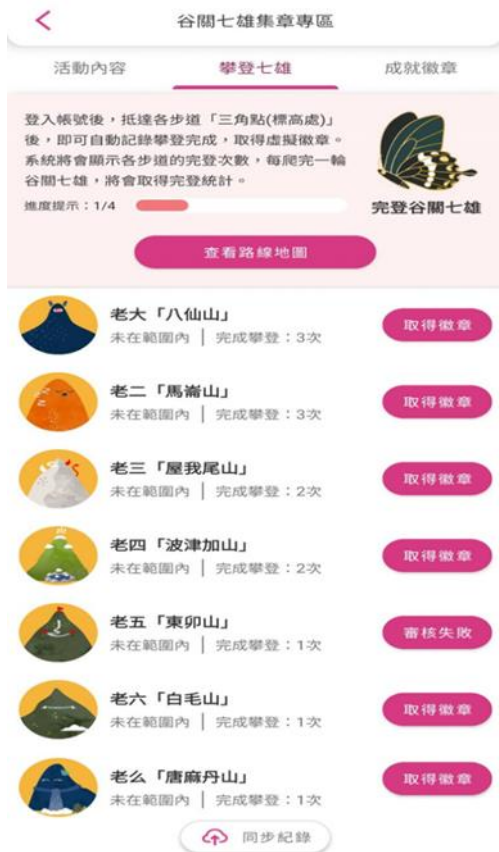 谷關七雄集章專區
活動內容
攀登七雄
成就徽章
登入帳號後，抵達各步道「三角點(標高處)」
後，即可自動記錄攀登完成，取得虛擬徽章。
系統將會顯示各步道的完登次數，每爬完一輪
谷關七雄，將會取得完登統計。
進度提示：1/4
完登谷關七雄
查看路線地圖
老大「八仙山」
未在範圍內｜完成攀登：3次
取得徽章
老二「馬崙山」
未在範圍內｜完成攀登：3次
取得徽章
老三「屋我尾山」
未在範圍內｜完成攀登：2次
取得徽章
老四「波津加山」
未在範圍內｜完成攀登：2次
取得徽章
老五「東卯山」
未在範圍內｜完成攀登：1次
審核失敗
老六「白毛山」
未在範圍內｜完成攀登：1次
取得徽章
老么「唐麻丹山」
未在範圍內｜完成攀登：1次
取得徽章
同步紀錄